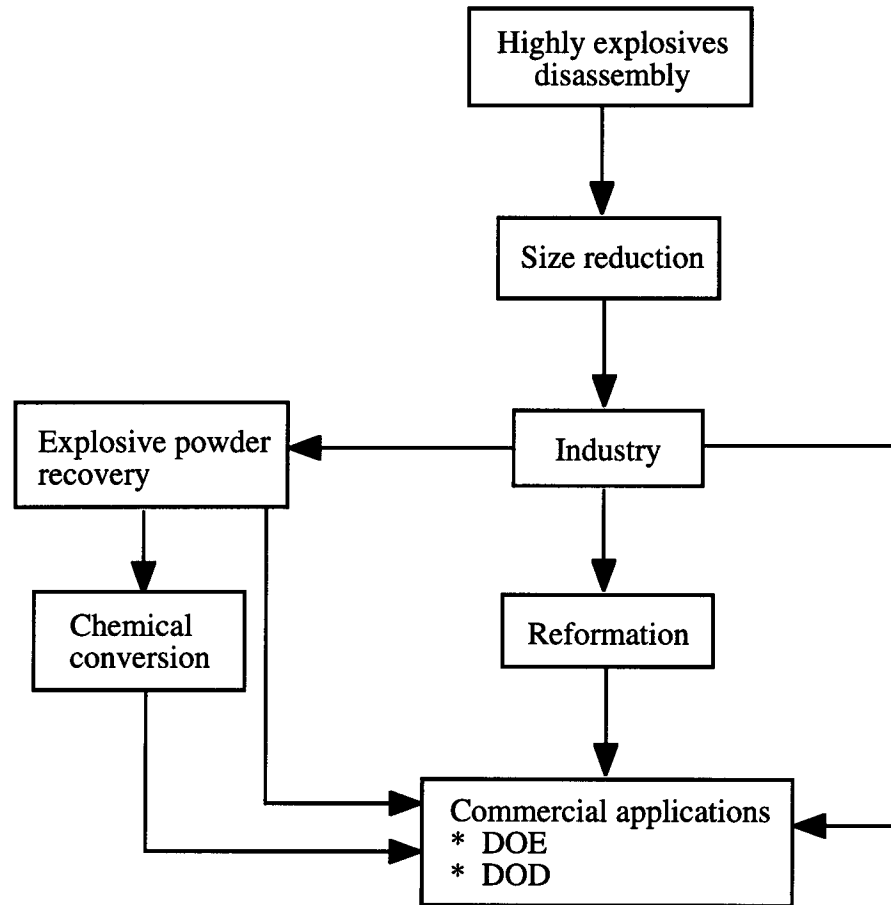 Highly explosives
disassembly
Size reduction
Explosive powder
recovery
Industry
Chemical
conversion
Reformation
Commercial applications
* DOE
* DOD